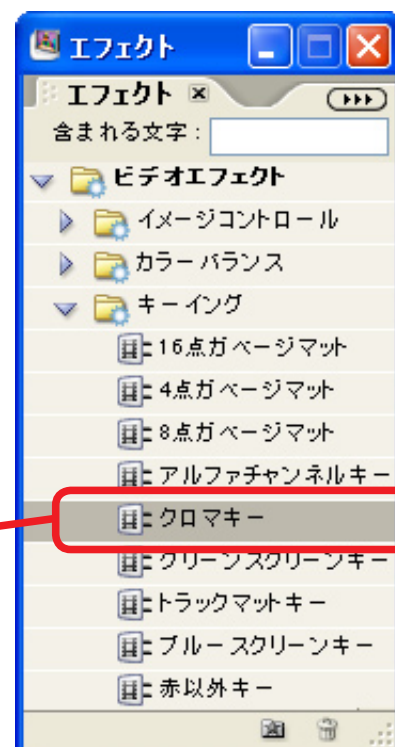 エフェクト
エフェクト
含まれる文字：
ビデオエフェクト
イメージコントロール
カラーバランス
キーイング
16点ガベージマット
4点ガベージマット
8点ガベージマット
アルファチャンネルキー
クロマキー
グリーンスクリーンキー
トラックマットキー
ブルースクリーンキー
赤以外キー